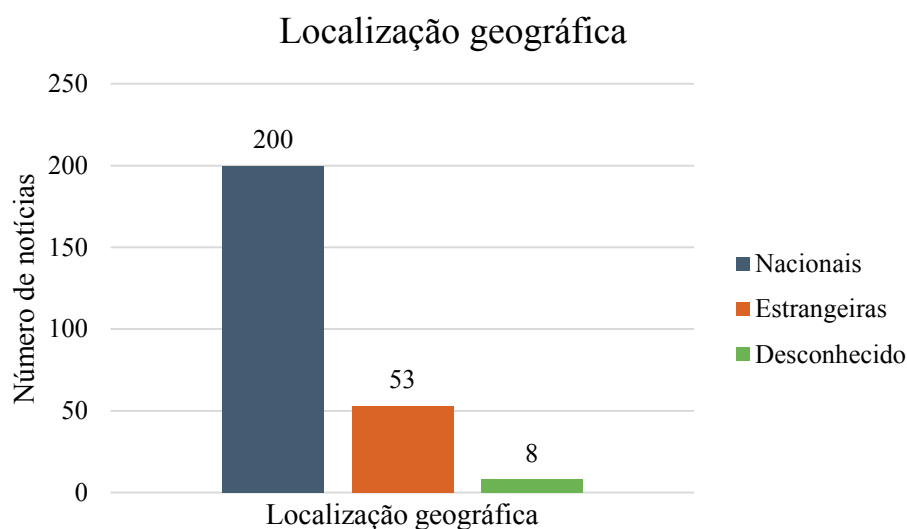 Localização geográfica
250
200
150
100
50
0
Número de notícias
200
53
8
Localização geográfica
Nacionais
Estrangeiras
Desconhecido